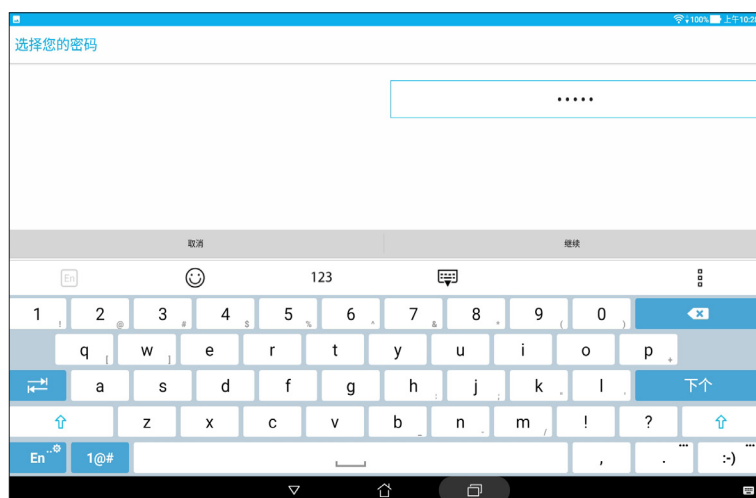 100% 上午10:28
选择您的密码
•••••
取消 继续
En 123
1 ! 2 @ 3 # 4 $ 5 % 6 ^ 7 & 8 * 9 ( 0 )
q [ w ] e r t y u i o p +
a s d f g h : j ; k " l '
下个
z x c v b _ n - m / ! ?
En 1@# , . :-)